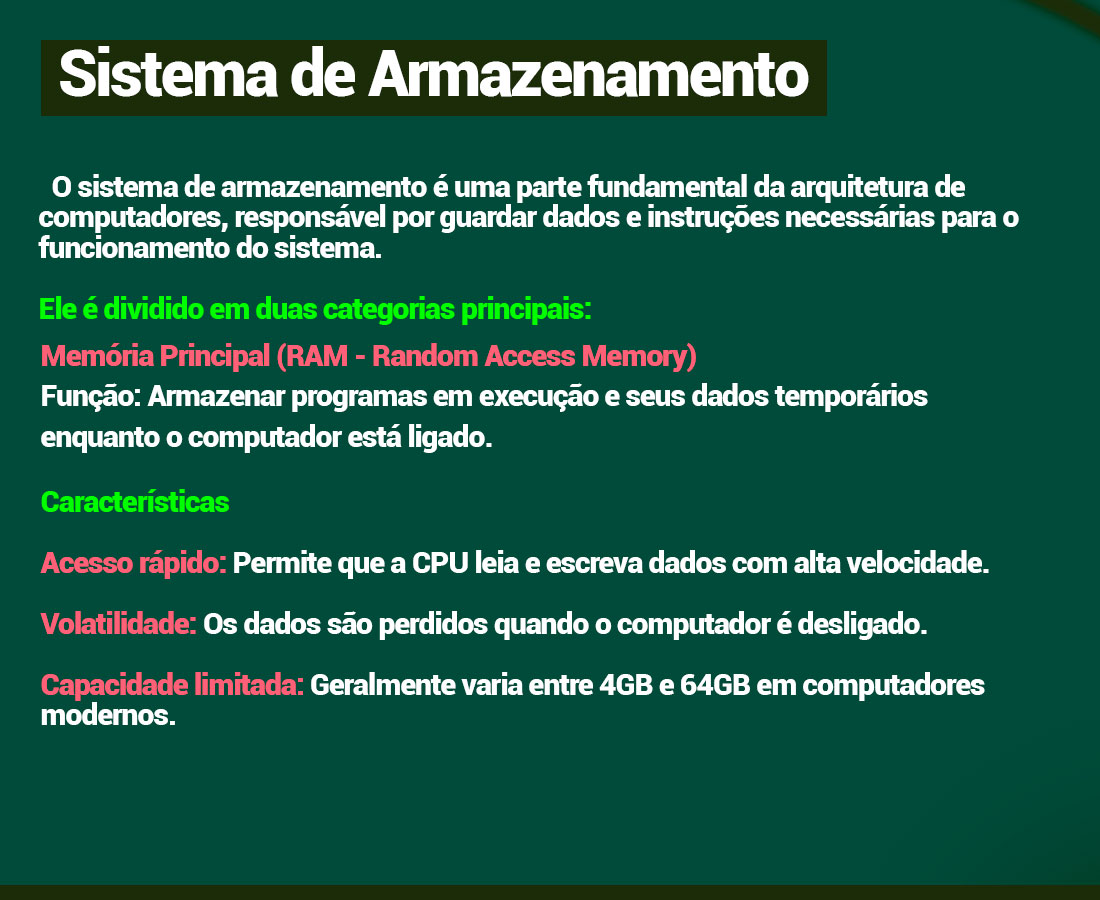 Sistema de Armazenamento
O sistema de armazenamento é uma parte fundamental da arquitetura de
computadores, responsável por guardar dados e instruções necessárias para o
funcionamento do sistema.
Ele é dividido em duas categorias principais:
Memória Principal (RAM - Random Access Memory)
Função: Armazenar programas em execução e seus dados temporários
enquanto o computador está ligado.
Características
Acesso rápido: Permite que a CPU leia e escreva dados com alta velocidade.
Volatilidade: Os dados são perdidos quando o computador é desligado.
Capacidade limitada: Geralmente varia entre 4GB e 64GB em computadores
modernos.